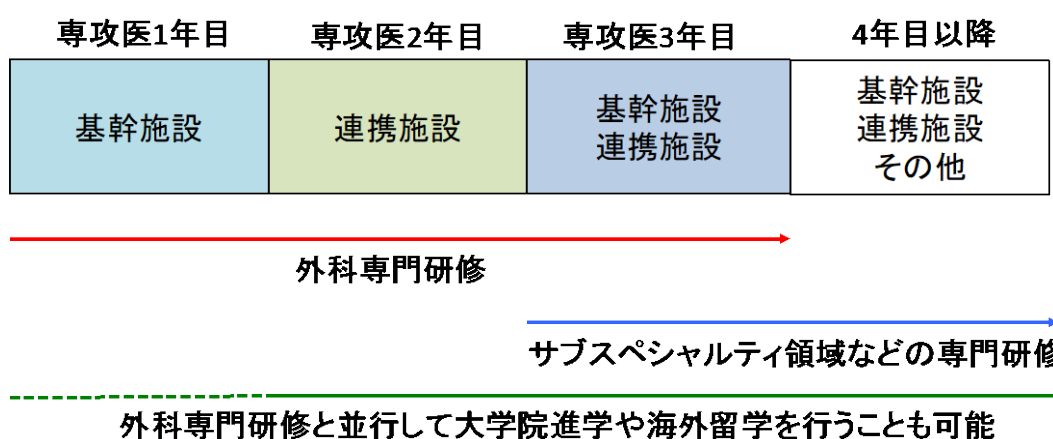 専攻医1年目
専攻医2年目
専攻医3年目
4年目以降
基幹施設
連携施設
基幹施設
連携施設
基幹施設
連携施設
その他
外科専門研修
サブスペシャルティ領域などの専門研修
外科専門研修と並行して大学院進学や海外留学を行うことも可能